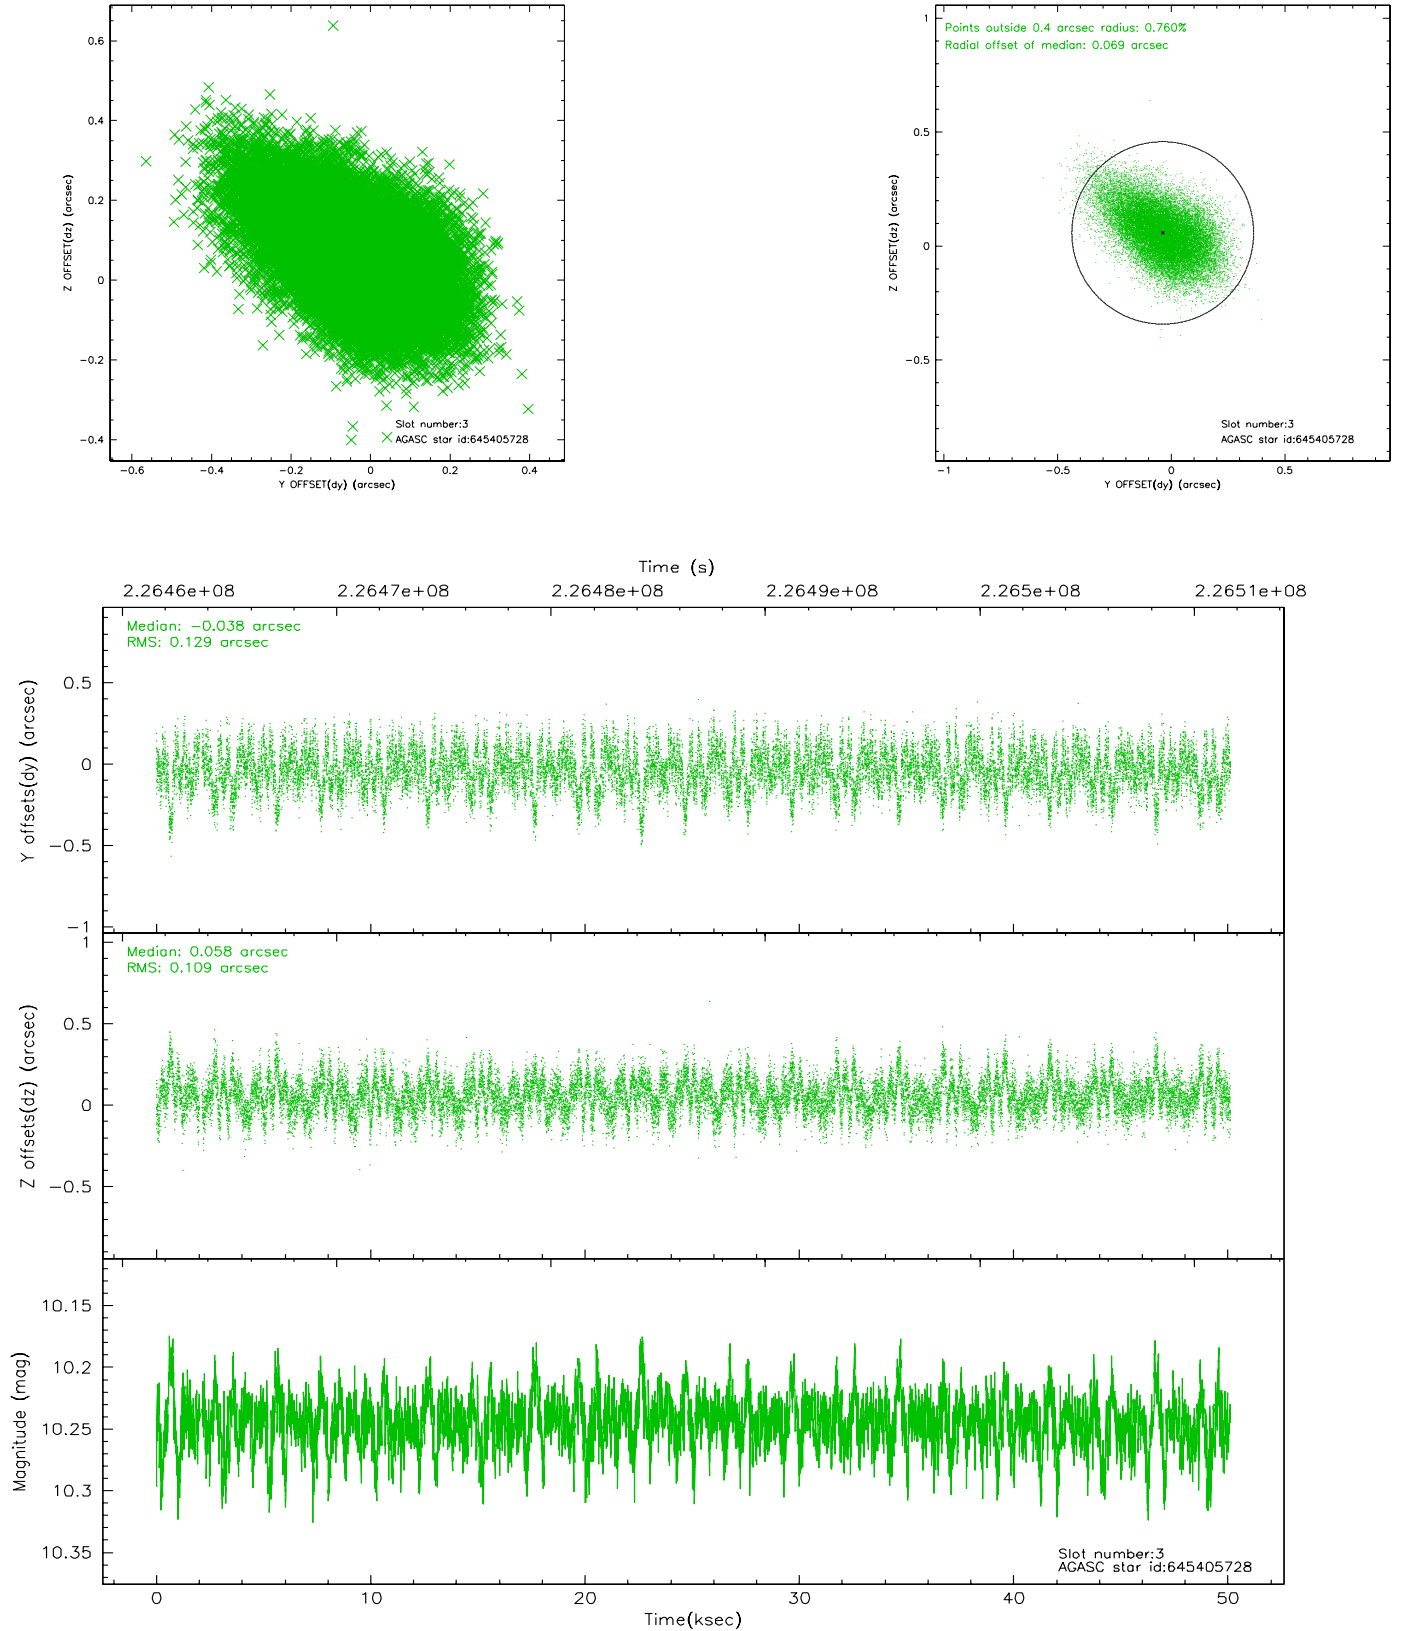 0.6
0.4
0.2
0
-0.2
-0.4
Z OFFSET(dz) (arcsec)
Slot number:3
AGASC star id:645405728
-0.6 -0.4 -0.2 0 0.2 0.4
Y OFFSET(dy) (arcsec)
Points outside 0.4 arcsec radius: 0.760%
Radial offset of median: 0.069 arcsec
1
0.5
0
-0.5
Z OFFSET(dz) (arcsec)
Slot number:3
AGASC star id:645405728
-1 -0.5 0 0.5
Y OFFSET(dy) (arcsec)
Time (s)
2.2646e+08 2.2647e+08 2.2648e+08 2.2649e+08 2.265e+08 2.2651e+08
Median: -0.038 arcsec
RMS: 0.129 arcsec
0.5
0
-0.5
-1
Y offsets(dy) (arcsec)
Median: 0.058 arcsec
RMS: 0.109 arcsec
1
0.5
0
-0.5
Z offsets(dz) (arcsec)
10.15
10.2
10.25
10.3
10.35
Magnitude (mag)
Slot number:3
AGASC star id:645405728
0 10 20 30 40 50
Time(ksec)